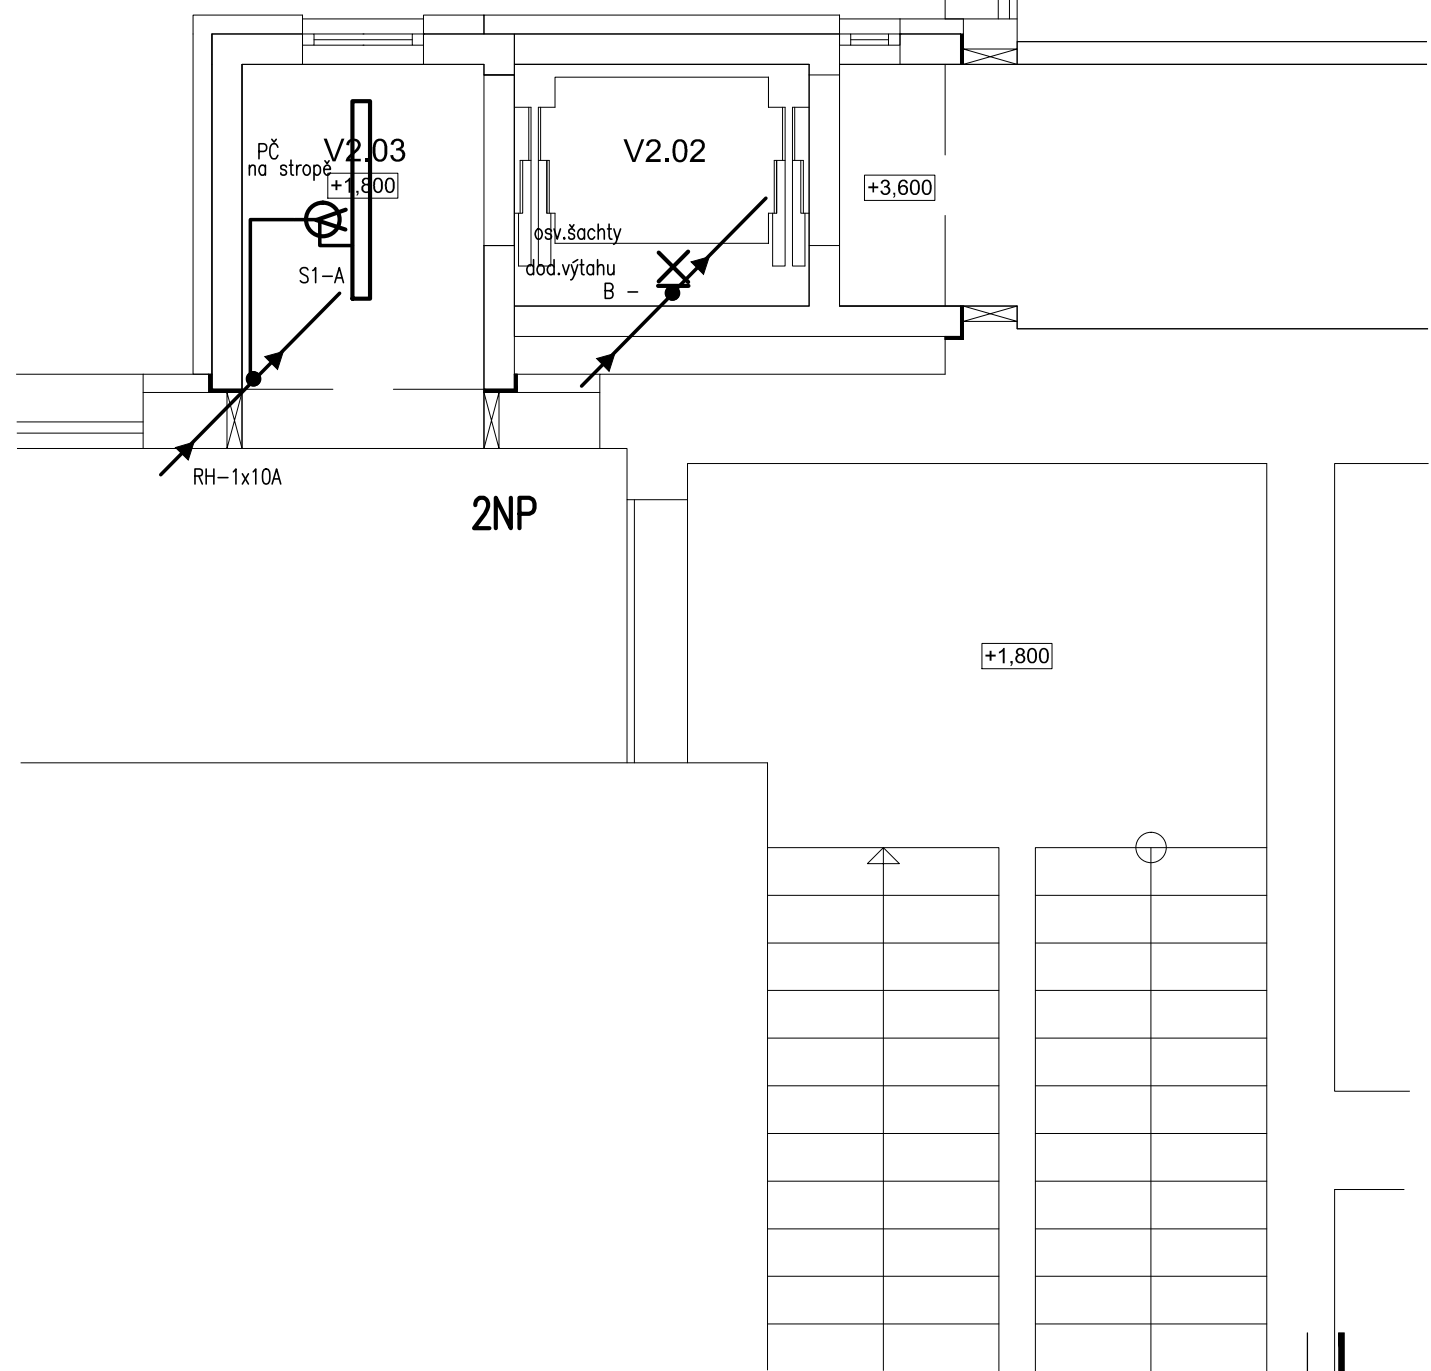 PČ
na stropě
V2.03
+1,800
S1-A
V2.02
osv.šachty
dod.výtahu
B -
+3,600
RH-1x10A
2NP
+1,800